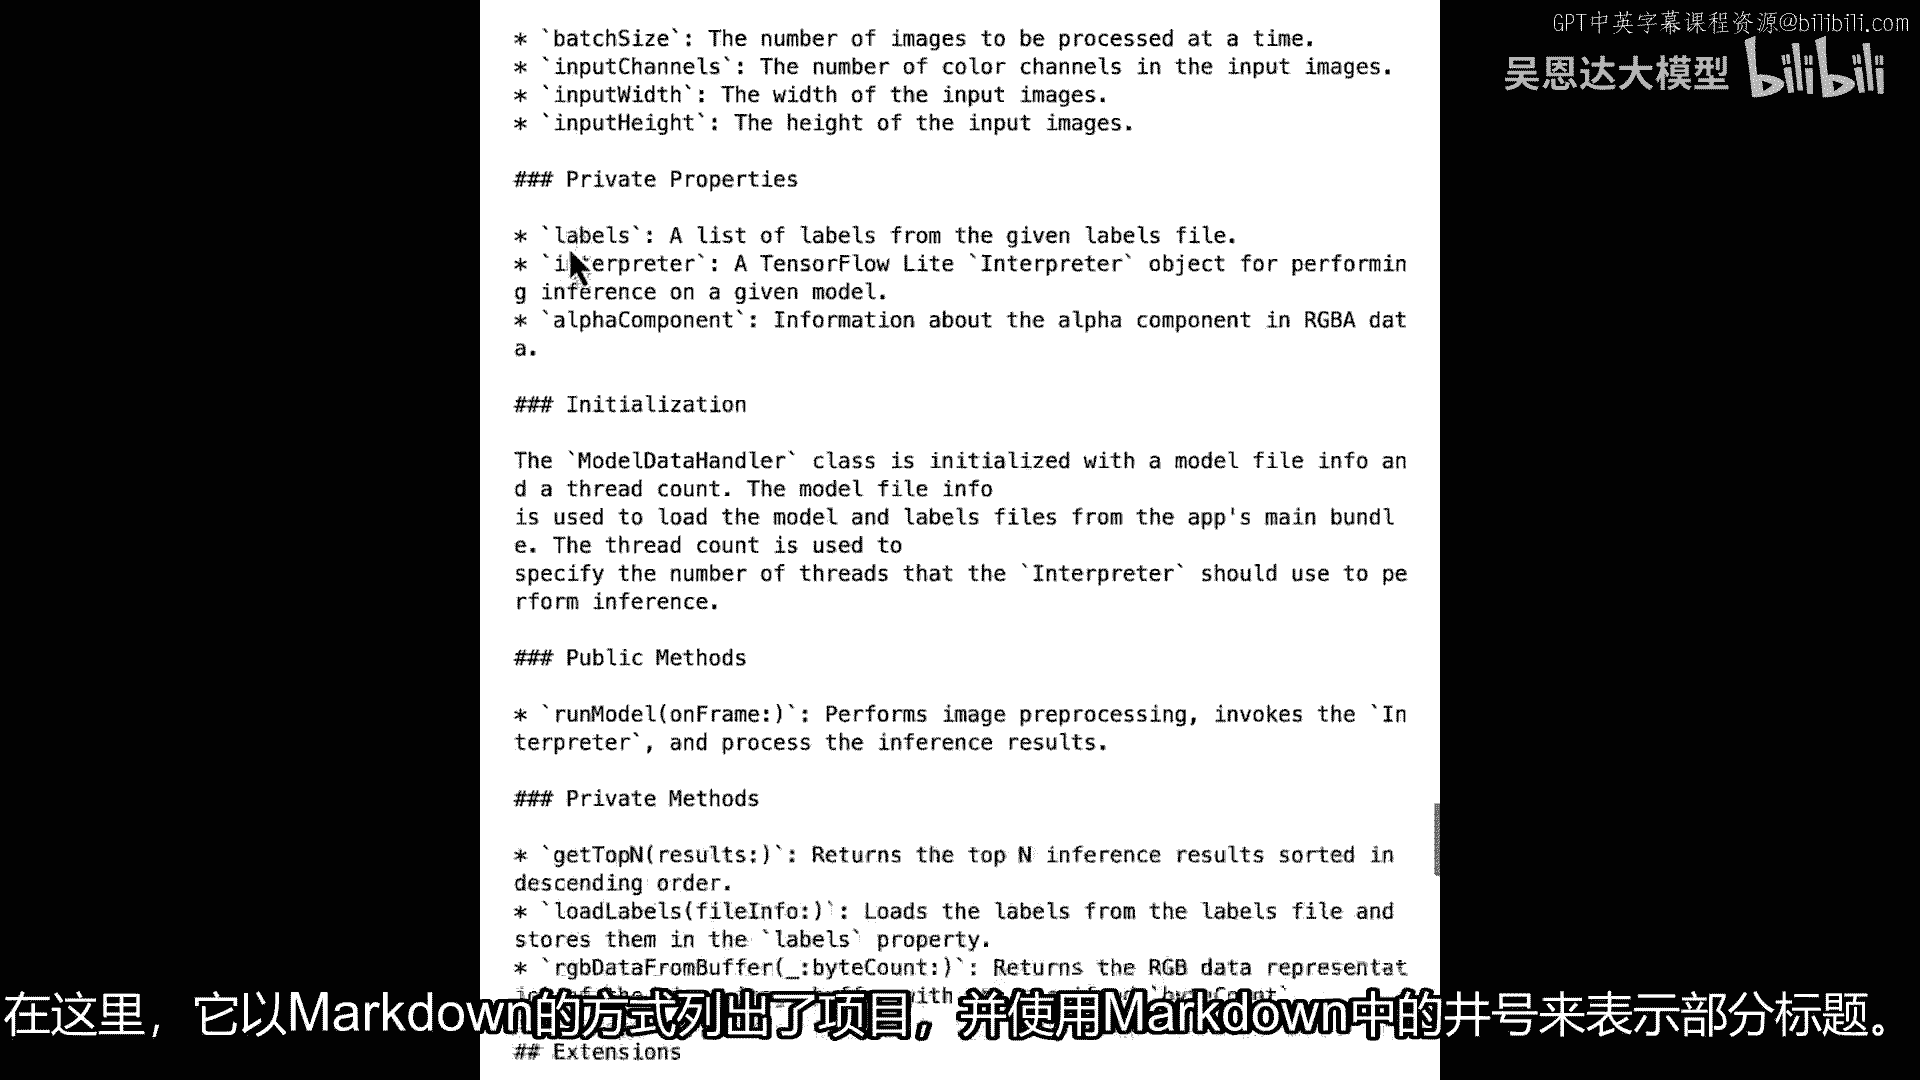 GPT中英字幕课程资源@bilibili.com
吴恩达大模型 bilibili
* `batchSize`: The number of images to be processed at a time.
* `inputChannels`: The number of color channels in the input images.
* `inputWidth`: The width of the input images.
* `inputHeight`: The height of the input images.
### Private Properties
* `labels`: A list of labels from the given labels file.
* `interpreter`: A TensorFlow Lite `Interpreter` object for performin
g inference on a given model.
* `alphaComponent`: Information about the alpha component in RGBA dat
a.
### Initialization
The `ModelDataHandler` class is initialized with a model file info an
d a thread count. The model file info
is used to load the model and labels files from the app's main bundl
e. The thread count is used to
specify the number of threads that the `Interpreter` should use to pe
rform inference.
### Public Methods
* `runModel(onFrame:)`: Performs image preprocessing, invokes the `In
terpreter`, and process the inference results.
### Private Methods
* `getTopN(results:)`: Returns the top N inference results sorted in
descending order.
* `loadLabels(fileInfo:)`: Loads the labels from the labels file and
stores them in the `labels` property.
* `rgbDataFromBuffer(_:byteCount:)`: Returns the RGB data representat
在这里，它以Markdown的方式列出了项目，并使用Markdown中的井号来表示部分标题。
## Extensions